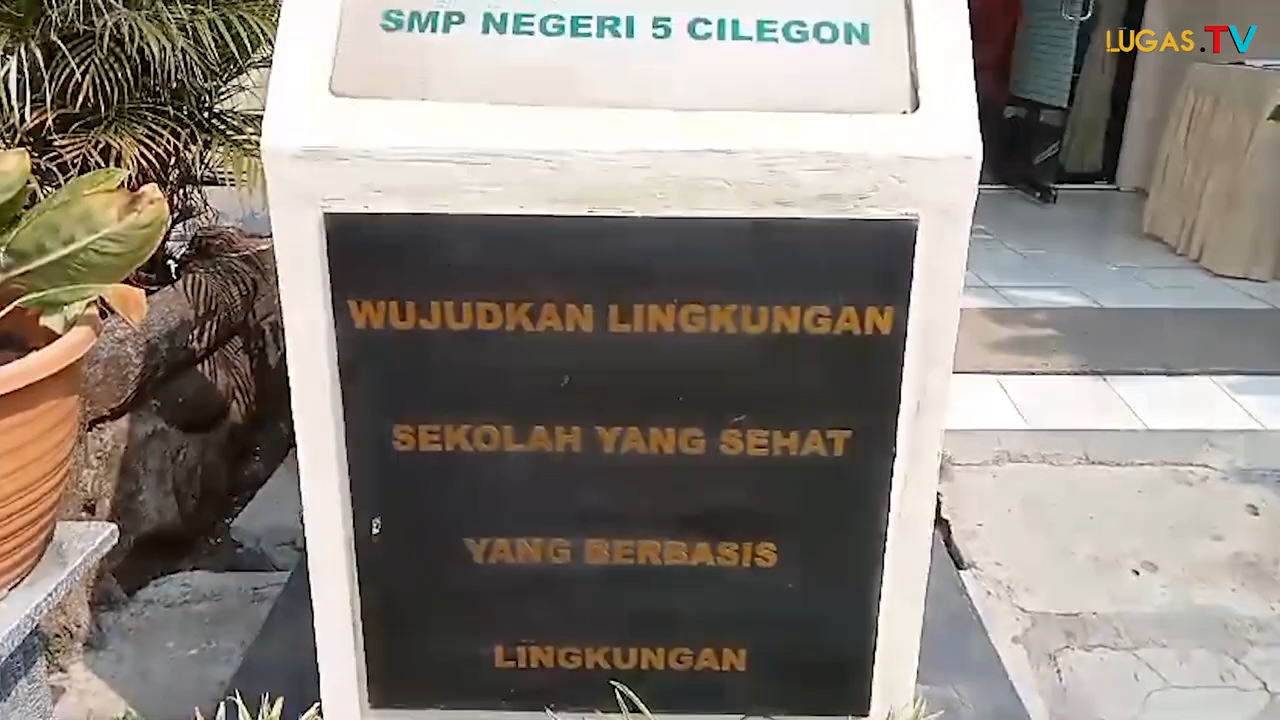 SMP NEGERI 5 CILEGON
LUGAS.TV
WUJUDKAN LINGKUNGAN
SEKOLAH YANG SEHAT
YANG BERBASIS
LINGKUNGAN